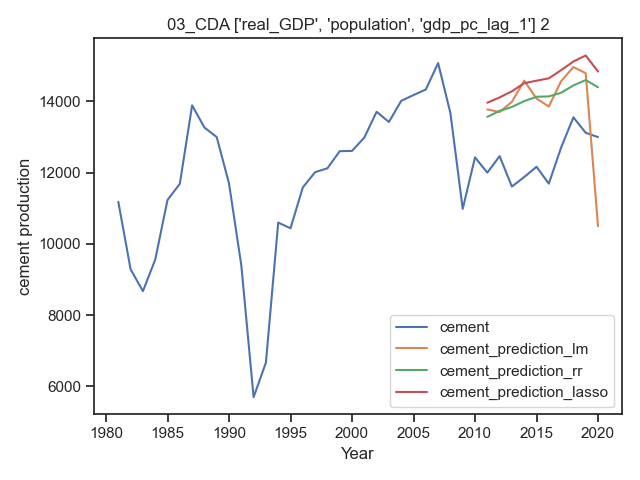 03_CDA ['real_GDP', 'population', 'gdp_pc_lag_1'] 2
cement production
14000
12000
10000
8000
6000
cement
cement_prediction_lm
cement_prediction_rr
cement_prediction_lasso
1980 1985 1990 1995 2000 2005 2010 2015 2020
Year